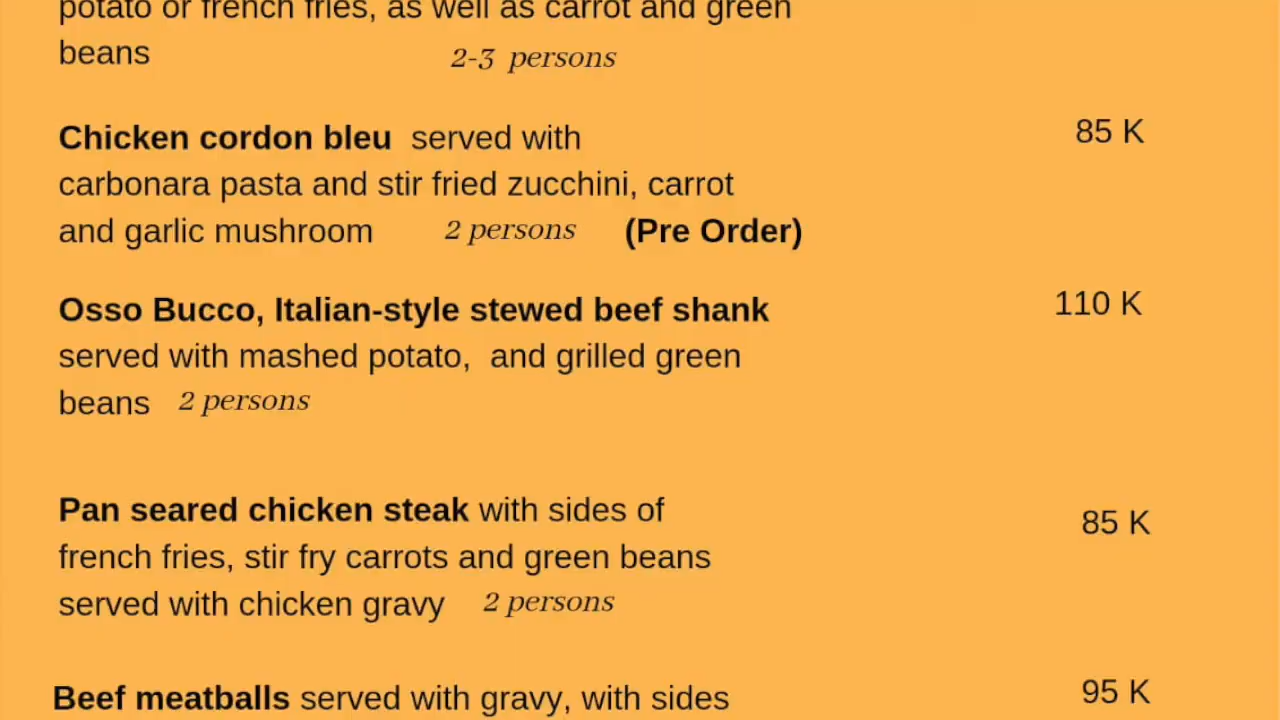 potato or french fries, as well as carrot and green
beans 2-3 persons
Chicken cordon bleu served with 85 K
carbonara pasta and stir fried zucchini, carrot
and garlic mushroom 2 persons (Pre Order)
Osso Bucco, Italian-style stewed beef shank 110 K
served with mashed potato, and grilled green
beans 2 persons
Pan seared chicken steak with sides of 85 K
french fries, stir fry carrots and green beans
served with chicken gravy 2 persons
Beef meatballs served with gravy, with sides 95 K